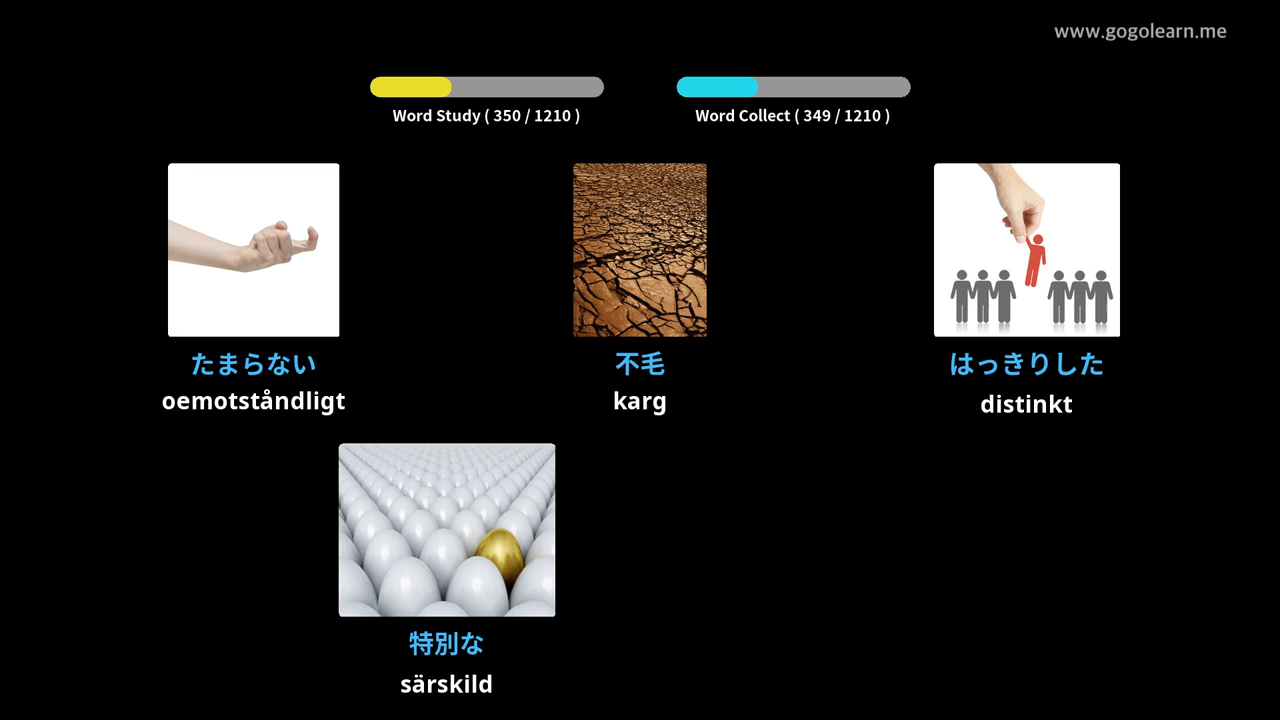 www.gogolearn.me
Word Study ( 350 / 1210 )
Word Collect ( 349 / 1210 )
たまらない
oemotståndligt
不毛
karg
はっきりした
distinkt
特別な
särskild